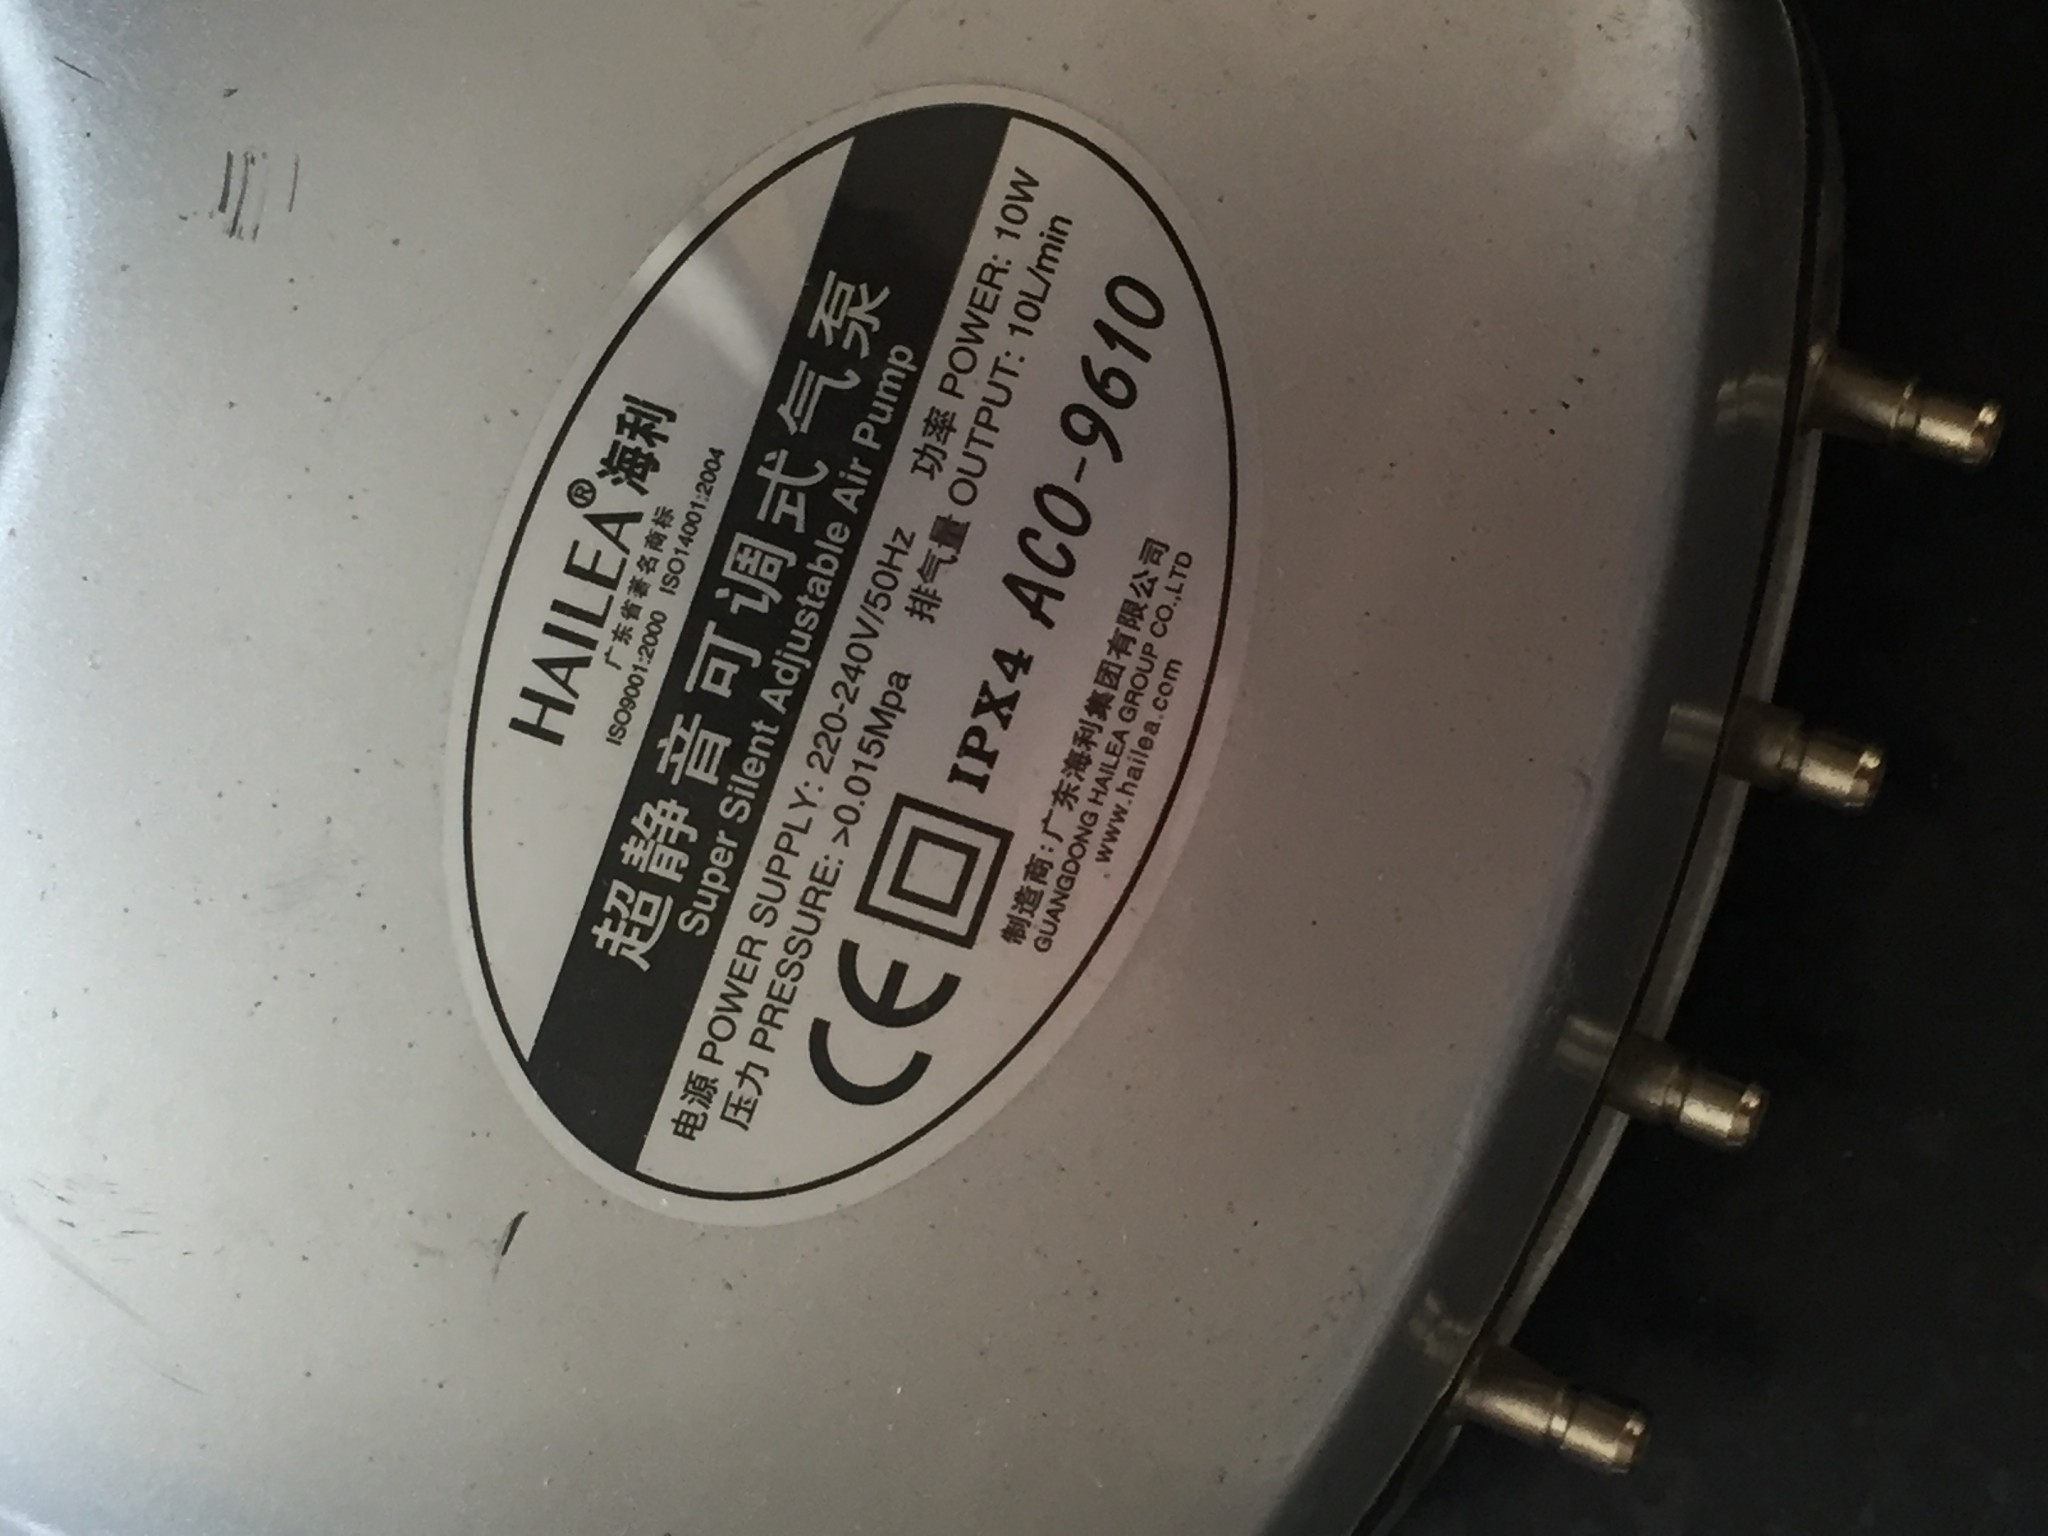 HAILEA® 海利
广东省著名商标
ISO9001:2000 ISO14001:2004
超静音可调式气泵
Super Silent Adjustable Air Pump
电源 POWER SUPPLY: 220-240V/50Hz 功率 POWER: 10W
压力 PRESSURE: >0.015Mpa 排气量 OUTPUT: 10L/min
CE IPX4 ACO-9610
制造商:广东海利集团有限公司
GUANGDONG HAILEA GROUP CO.,LTD
www.hailea.com